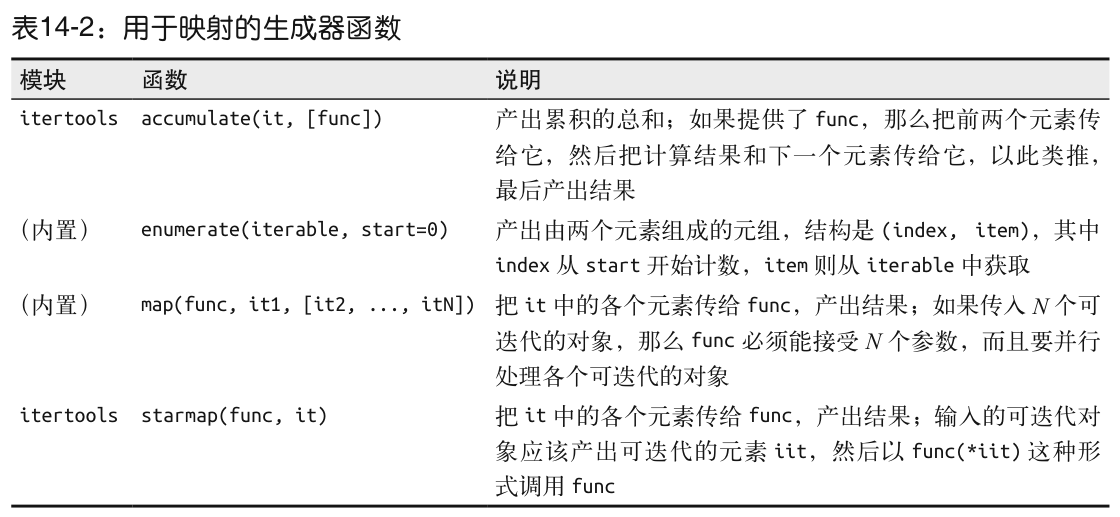 表14-2：用于映射的生成器函数
模块 函数 说明
itertools accumulate(it, [func]) 产出累积的总和；如果提供了 func，那么把前两个元素传
给它，然后把计算结果和下一个元素传给它，以此类推，
最后产出结果
（内置） enumerate(iterable, start=0) 产出由两个元素组成的元组，结构是 (index, item)，其中
index 从 start 开始计数，item 则从 iterable 中获取
（内置） map(func, it1, [it2, ..., itN]) 把 it 中的各个元素传给 func，产出结果；如果传入 N 个可
迭代的对象，那么 func 必须能接受 N 个参数，而且要并行
处理各个可迭代的对象
itertools starmap(func, it) 把 it 中的各个元素传给 func，产出结果；输入的可迭代对
象应该产出可迭代的元素 iit，然后以 func(*iit) 这种形
式调用 func